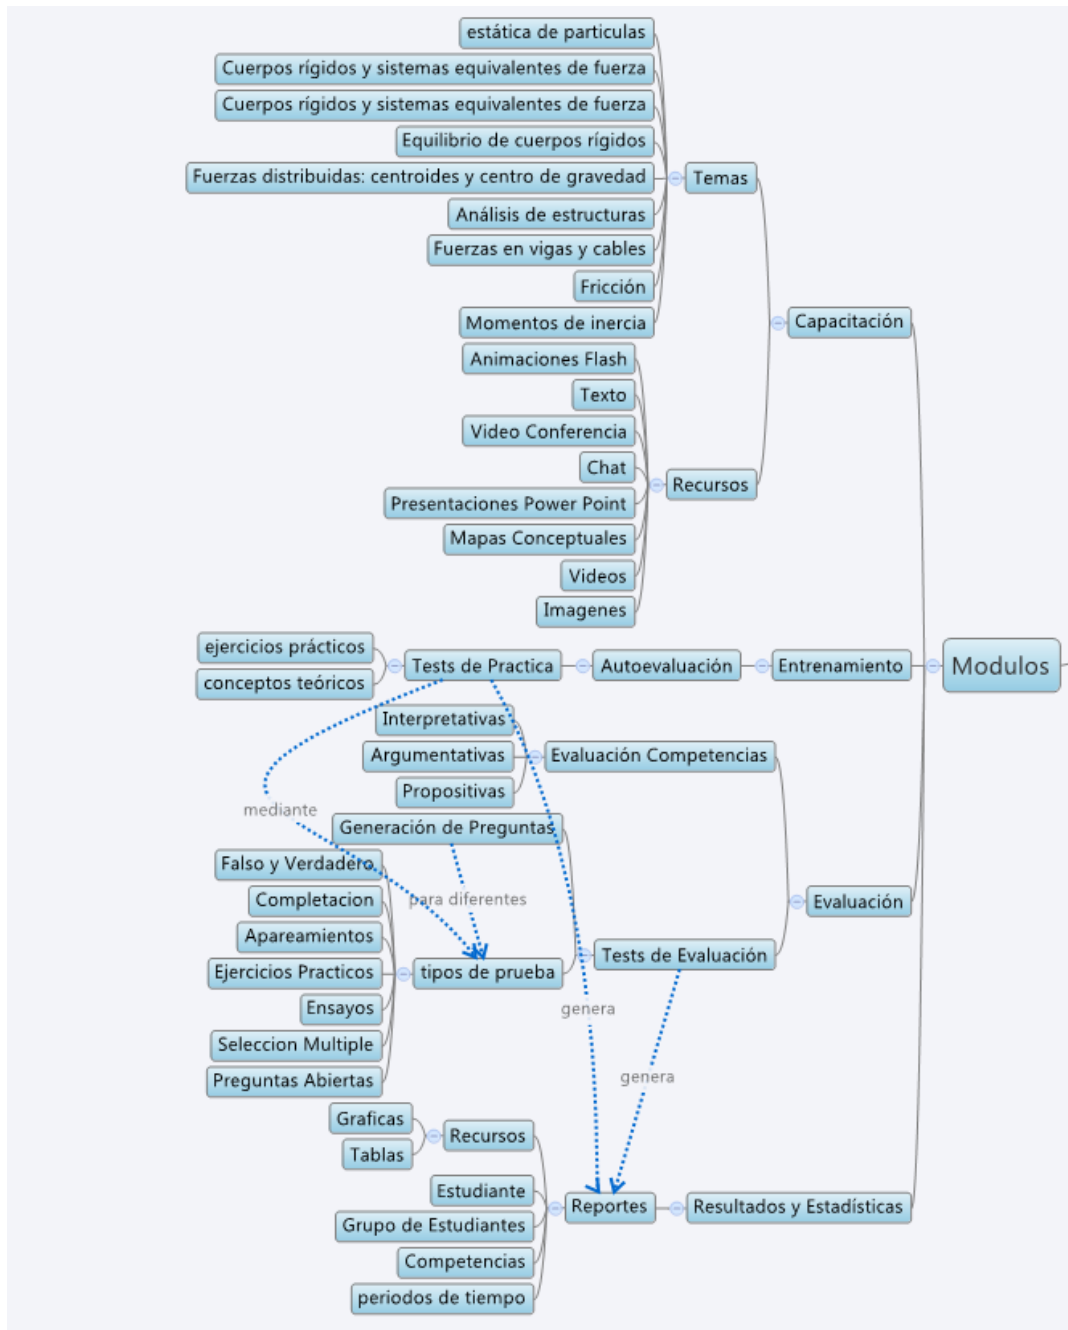 estática de particulas
Cuerpos rígidos y sistemas equivalentes de fuerza
Cuerpos rígidos y sistemas equivalentes de fuerza
Equilibrio de cuerpos rígidos
Fuerzas distribuidas: centroides y centro de gravedad
Temas
Análisis de estructuras
Fuerzas en vigas y cables
Fricción
Momentos de inercia
Capacitación
Animaciones Flash
Texto
Video Conferencia
Chat
Recursos
Presentaciones Power Point
Mapas Conceptuales
Videos
Imagenes
ejercicios prácticos
conceptos teóricos
Tests de Practica
Autoevaluación
Entrenamiento
Modulos
Interpretativas
Argumentativas
Evaluación Competencias
Propositivas
mediante
Generación de Preguntas
Falso y Verdadero
Completacion
para diferentes
Evaluación
Apareamientos
Ejercicios Practicos
tipos de prueba
Tests de Evaluación
Ensayos
genera
Seleccion Multiple
Preguntas Abiertas
genera
Graficas
Tablas
Recursos
Estudiante
Grupo de Estudiantes
Reportes
Resultados y Estadísticas
Competencias
periodos de tiempo